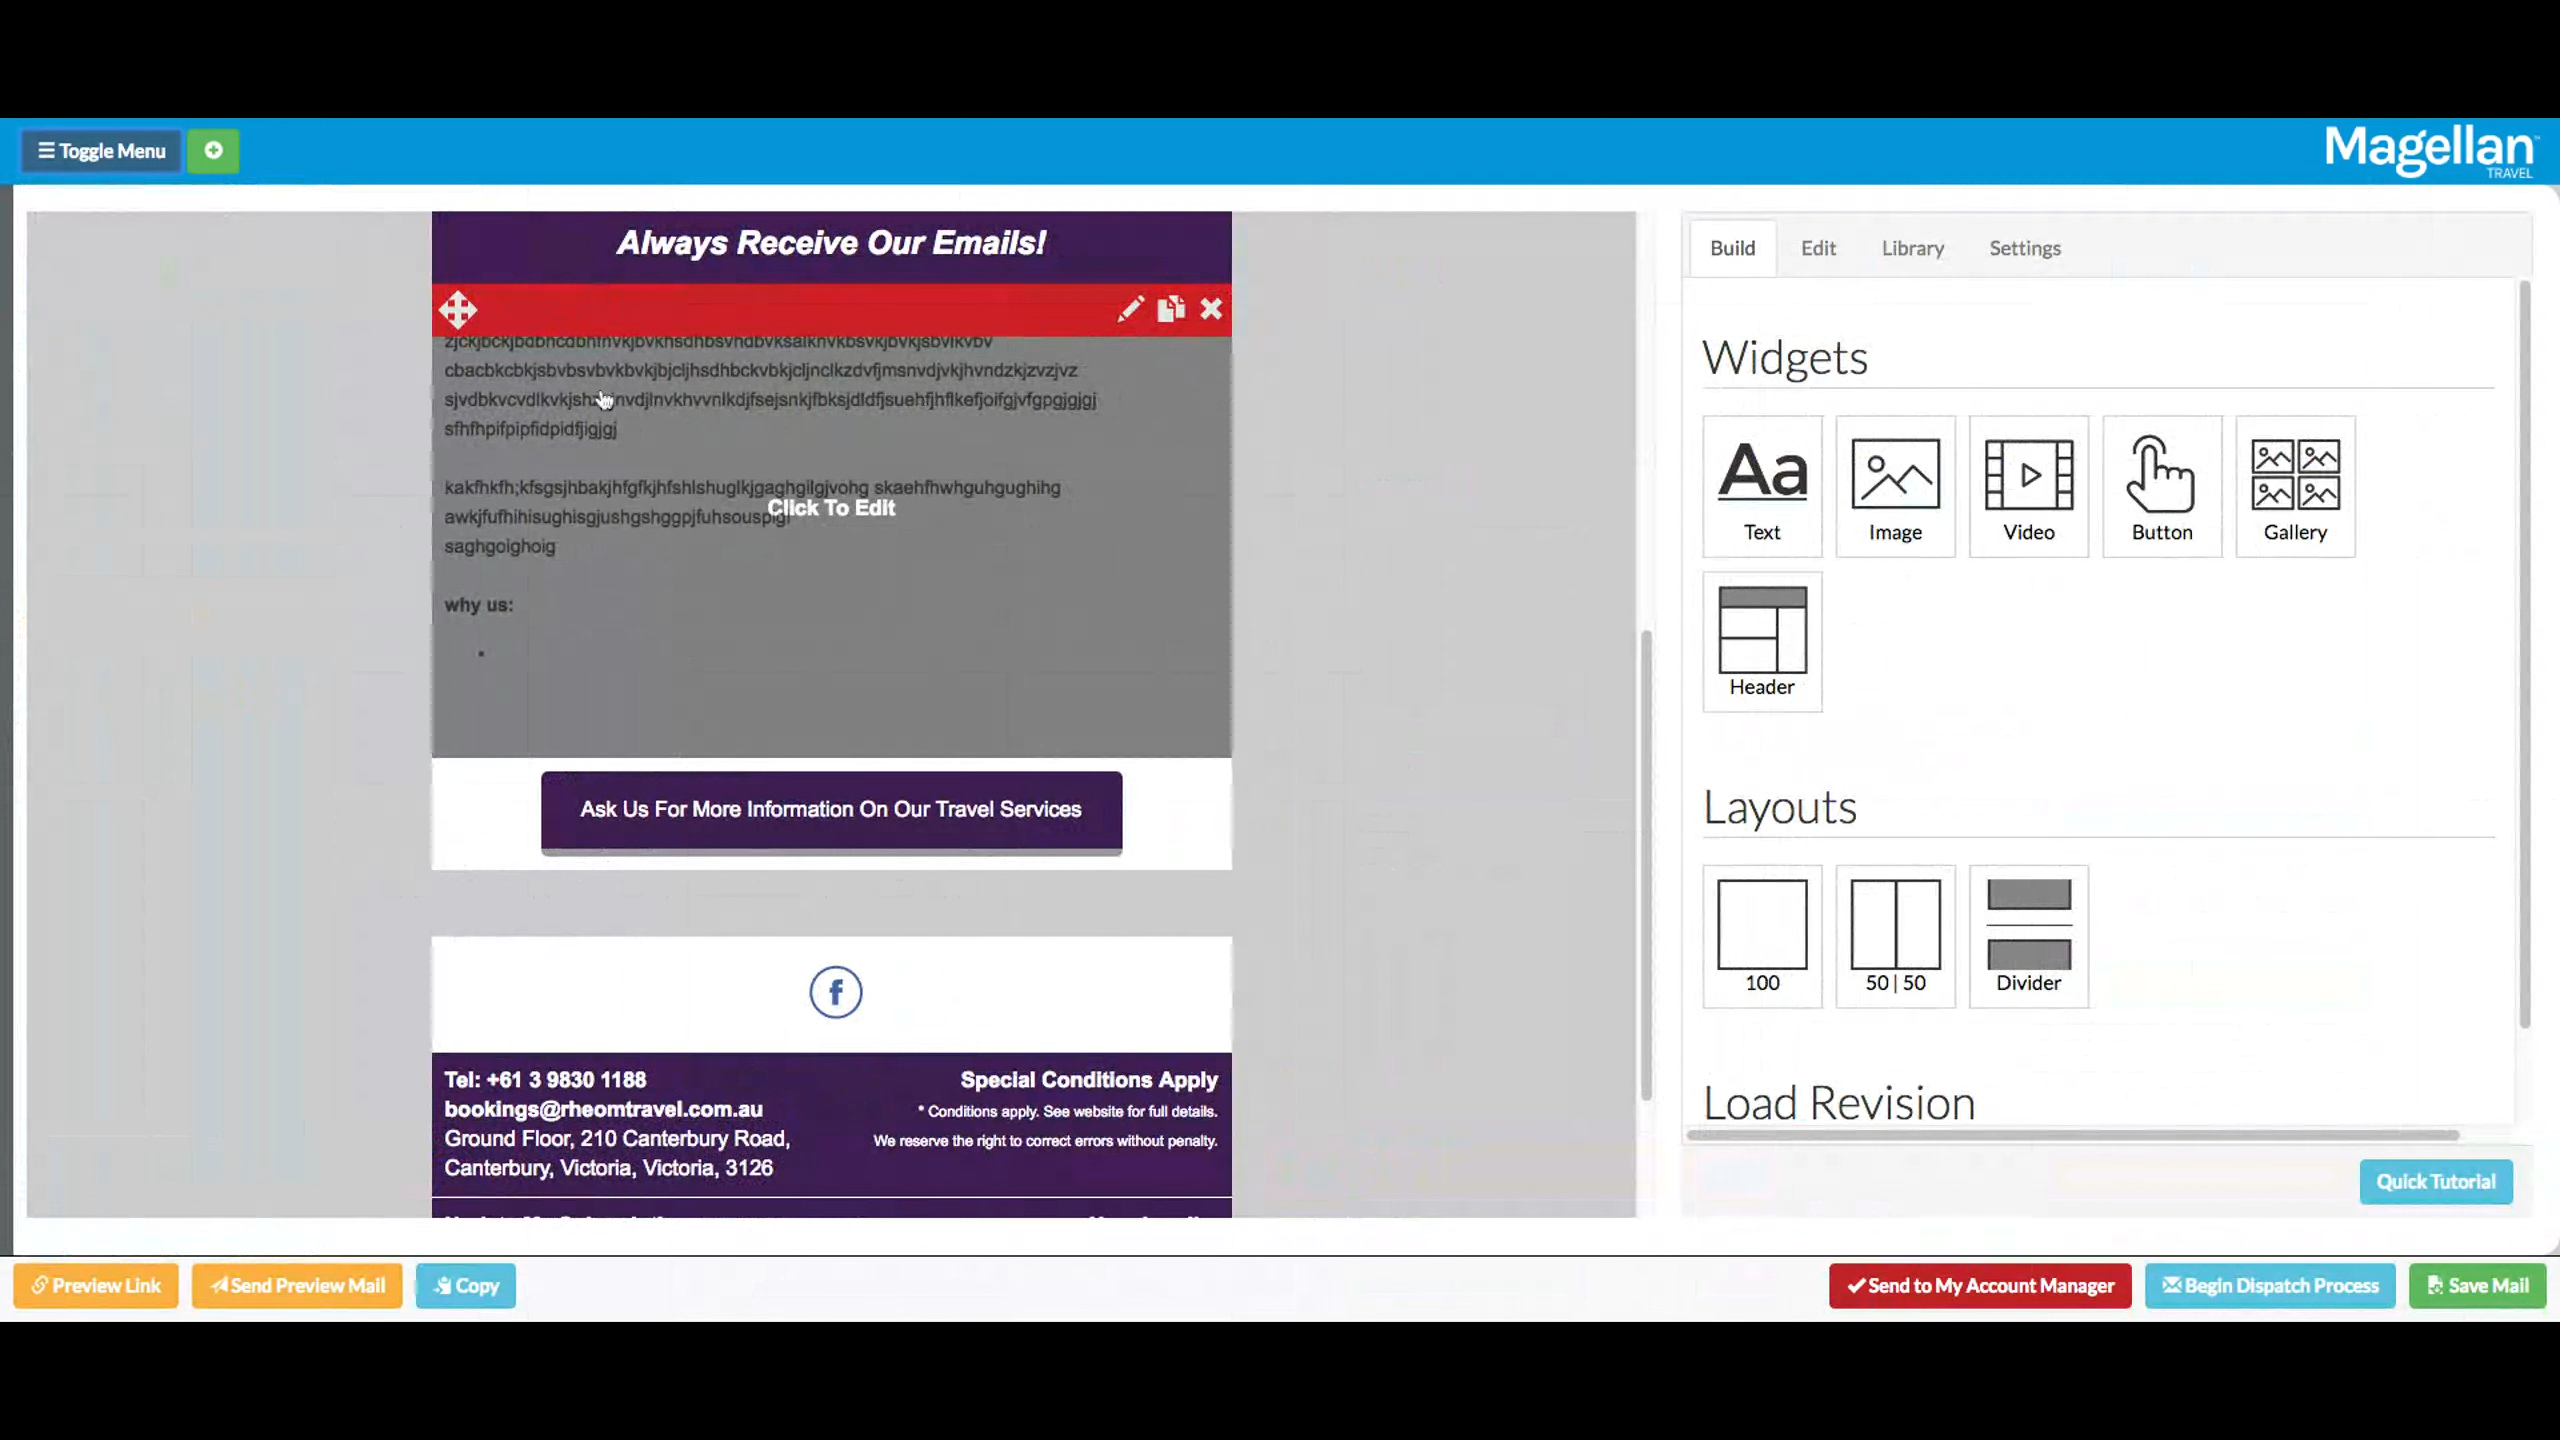 Toggle Menu
Magellan
TRAVEL
Always Receive Our Emails!
sfhfhpifpipfidpidfjigjgj
kakfhkfh;kfsgsjhbakjhfgfkjhfshlshuglkjgaghgilgjvohg skaehfhwhguhgughihg
Click To Edit
saghgoighoig
why us:
Ask Us For More Information On Our Travel Services
f
Tel: +61 3 9830 1188
bookings@rheomtravel.com.au
Ground Floor, 210 Canterbury Road,
Canterbury, Victoria, Victoria, 3126
Special Conditions Apply
* Conditions apply. See website for full details.
We reserve the right to correct errors without penalty.
Build Edit Library Settings
Widgets
Text Image Video Button Gallery
Aa
Header
Layouts
100 50 | 50 Divider
Load Revision
Quick Tutorial
Preview Link Send Preview Mail Copy
Send to My Account Manager Begin Dispatch Process Save Mail